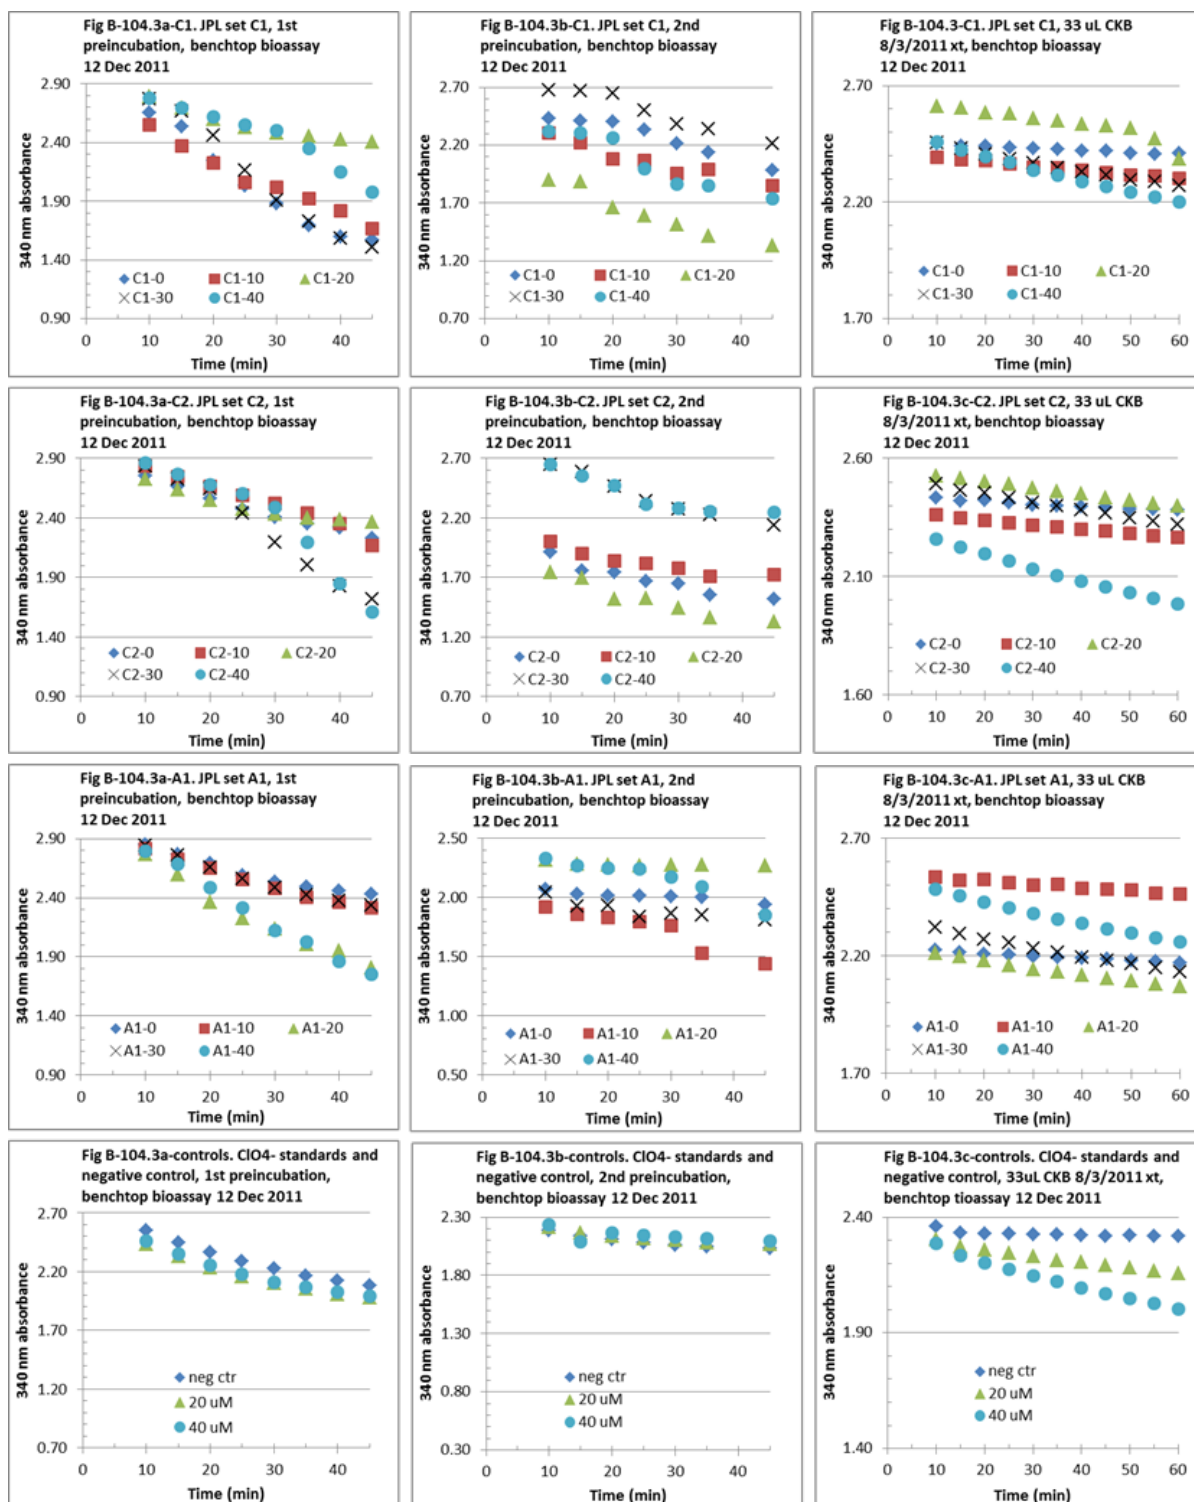 Fig B-104.3a-C1. JPL set C1, 1st
preincubation, benchtop bioassay
12 Dec 2011
2.90
2.40
1.90
1.40
0.90
340 nm absorbance
C1-0 C1-10 C1-20
C1-30 C1-40
0 10 20 30 40
Time (min)
Fig B-104.3b-C1. JPL set C1, 2nd
preincubation, benchtop bioassay
12 Dec 2011
2.70
2.20
1.70
1.20
0.70
340 nm absorbance
C1-0 C1-10 C1-20
C1-30 C1-40
0 10 20 30 40
Time (min)
Fig B-104.3-C1. JPL set C1, 33 uL CKB
8/3/2011 xt, benchtop bioassay
12 Dec 2011
2.70
2.20
1.70
340 nm absorbance
C1-0 C1-10 C1-20
C1-30 C1-40
0 10 20 30 40 50 60
Time (min)
Fig B-104.3a-C2. JPL set C2, 1st
preincubation, benchtop bioassay
12 Dec 2011
2.90
2.40
1.90
1.40
0.90
340 nm absorbance
C2-0 C2-10 C2-20
C2-30 C2-40
0 10 20 30 40
Time (min)
Fig B-104.3b-C2. JPL set C2, 2nd
preincubation, benchtop bioassay
12 Dec 2011
2.70
2.20
1.70
1.20
0.70
340 nm absorbance
C2-0 C2-10 C2-20
C2-30 C2-40
0 10 20 30 40
Time (min)
Fig B-104.3c-C2. JPL set C2, 33 uL CKB
8/3/2011 xt, benchtop bioassay
12 Dec 2011
2.60
2.10
1.60
340 nm absorbance
C2-0 C2-10 C2-20
C2-30 C2-40
0 10 20 30 40 50 60
Time (min)
Fig B-104.3a-A1. JPL set A1, 1st
preincubation, benchtop bioassay
12 Dec 2011
2.90
2.40
1.90
1.40
0.90
340 nm absorbance
A1-0 A1-10 A1-20
A1-30 A1-40
0 10 20 30 40
Time (min)
Fig B-104.3b-A1. JPL set A1, 2nd
preincubation, benchtop bioassay
12 Dec 2011
2.50
2.00
1.50
1.00
0.50
340 nm absorbance
A1-0 A1-10 A1-20
A1-30 A1-40
0 10 20 30 40
Time (min)
Fig B-104.3c-A1. JPL set A1, 33 uL CKB
8/3/2011 xt, benchtop bioassay
12 Dec 2011
2.70
2.20
1.70
340 nm absorbance
A1-0 A1-10 A1-20
A1-30 A1-40
0 10 20 30 40 50 60
Time (min)
Fig B-104.3a-controls. ClO4- standards and
negative control, 1st preincubation,
benchtop bioassay 12 Dec 2011
2.70
2.20
1.70
1.20
0.70
340 nm absorbance
neg ctr
20 uM
40 uM
0 10 20 30 40
Time (min)
Fig B-104.3b-controls. ClO4- standards and
negative control, 2nd preincubation,
benchtop bioassay 12 Dec 2011
2.30
1.80
1.30
0.80
0.30
340 nm absorbance
neg ctr
20 uM
40 uM
0 10 20 30 40
Time (min)
Fig B-104.3c-controls. ClO4- standards and
negative control, 33uL CKB 8/3/2011 xt,
benchtop tioassay 12 Dec 2011
2.40
1.90
1.40
340 nm absorbance
neg ctr
20 uM
40 uM
0 10 20 30 40 50 60
Time (min)